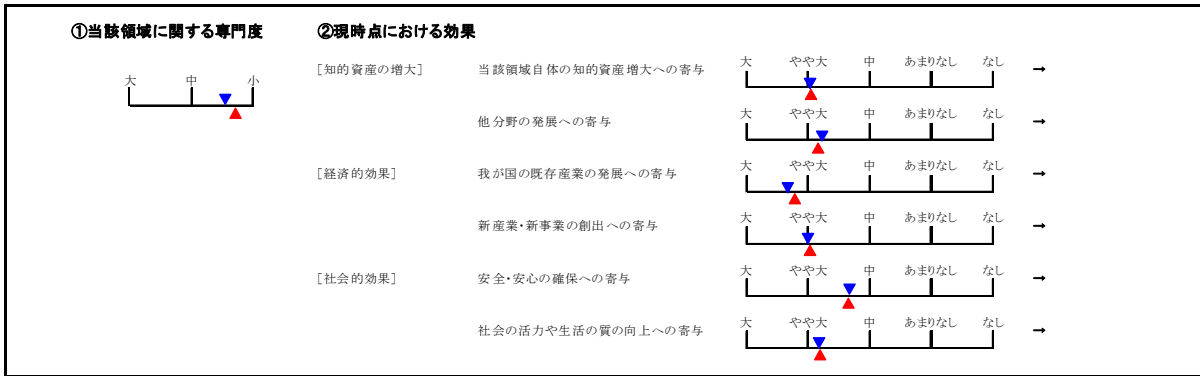 ①当該領域に関する専門度
大 中 小
②現時点における効果
[知的資産の増大] 当該領域自体の知的資産増大への寄与 大 やや大 中 あまりなし なし →
他分野の発展への寄与 大 やや大 中 あまりなし なし →
[経済的効果] 我が国の既存産業の発展への寄与 大 やや大 中 あまりなし なし →
新産業・新事業の創出への寄与 大 やや大 中 あまりなし なし →
[社会的効果] 安全・安心の確保への寄与 大 やや大 中 あまりなし なし →
社会の活力や生活の質の向上への寄与 大 やや大 中 あまりなし なし →